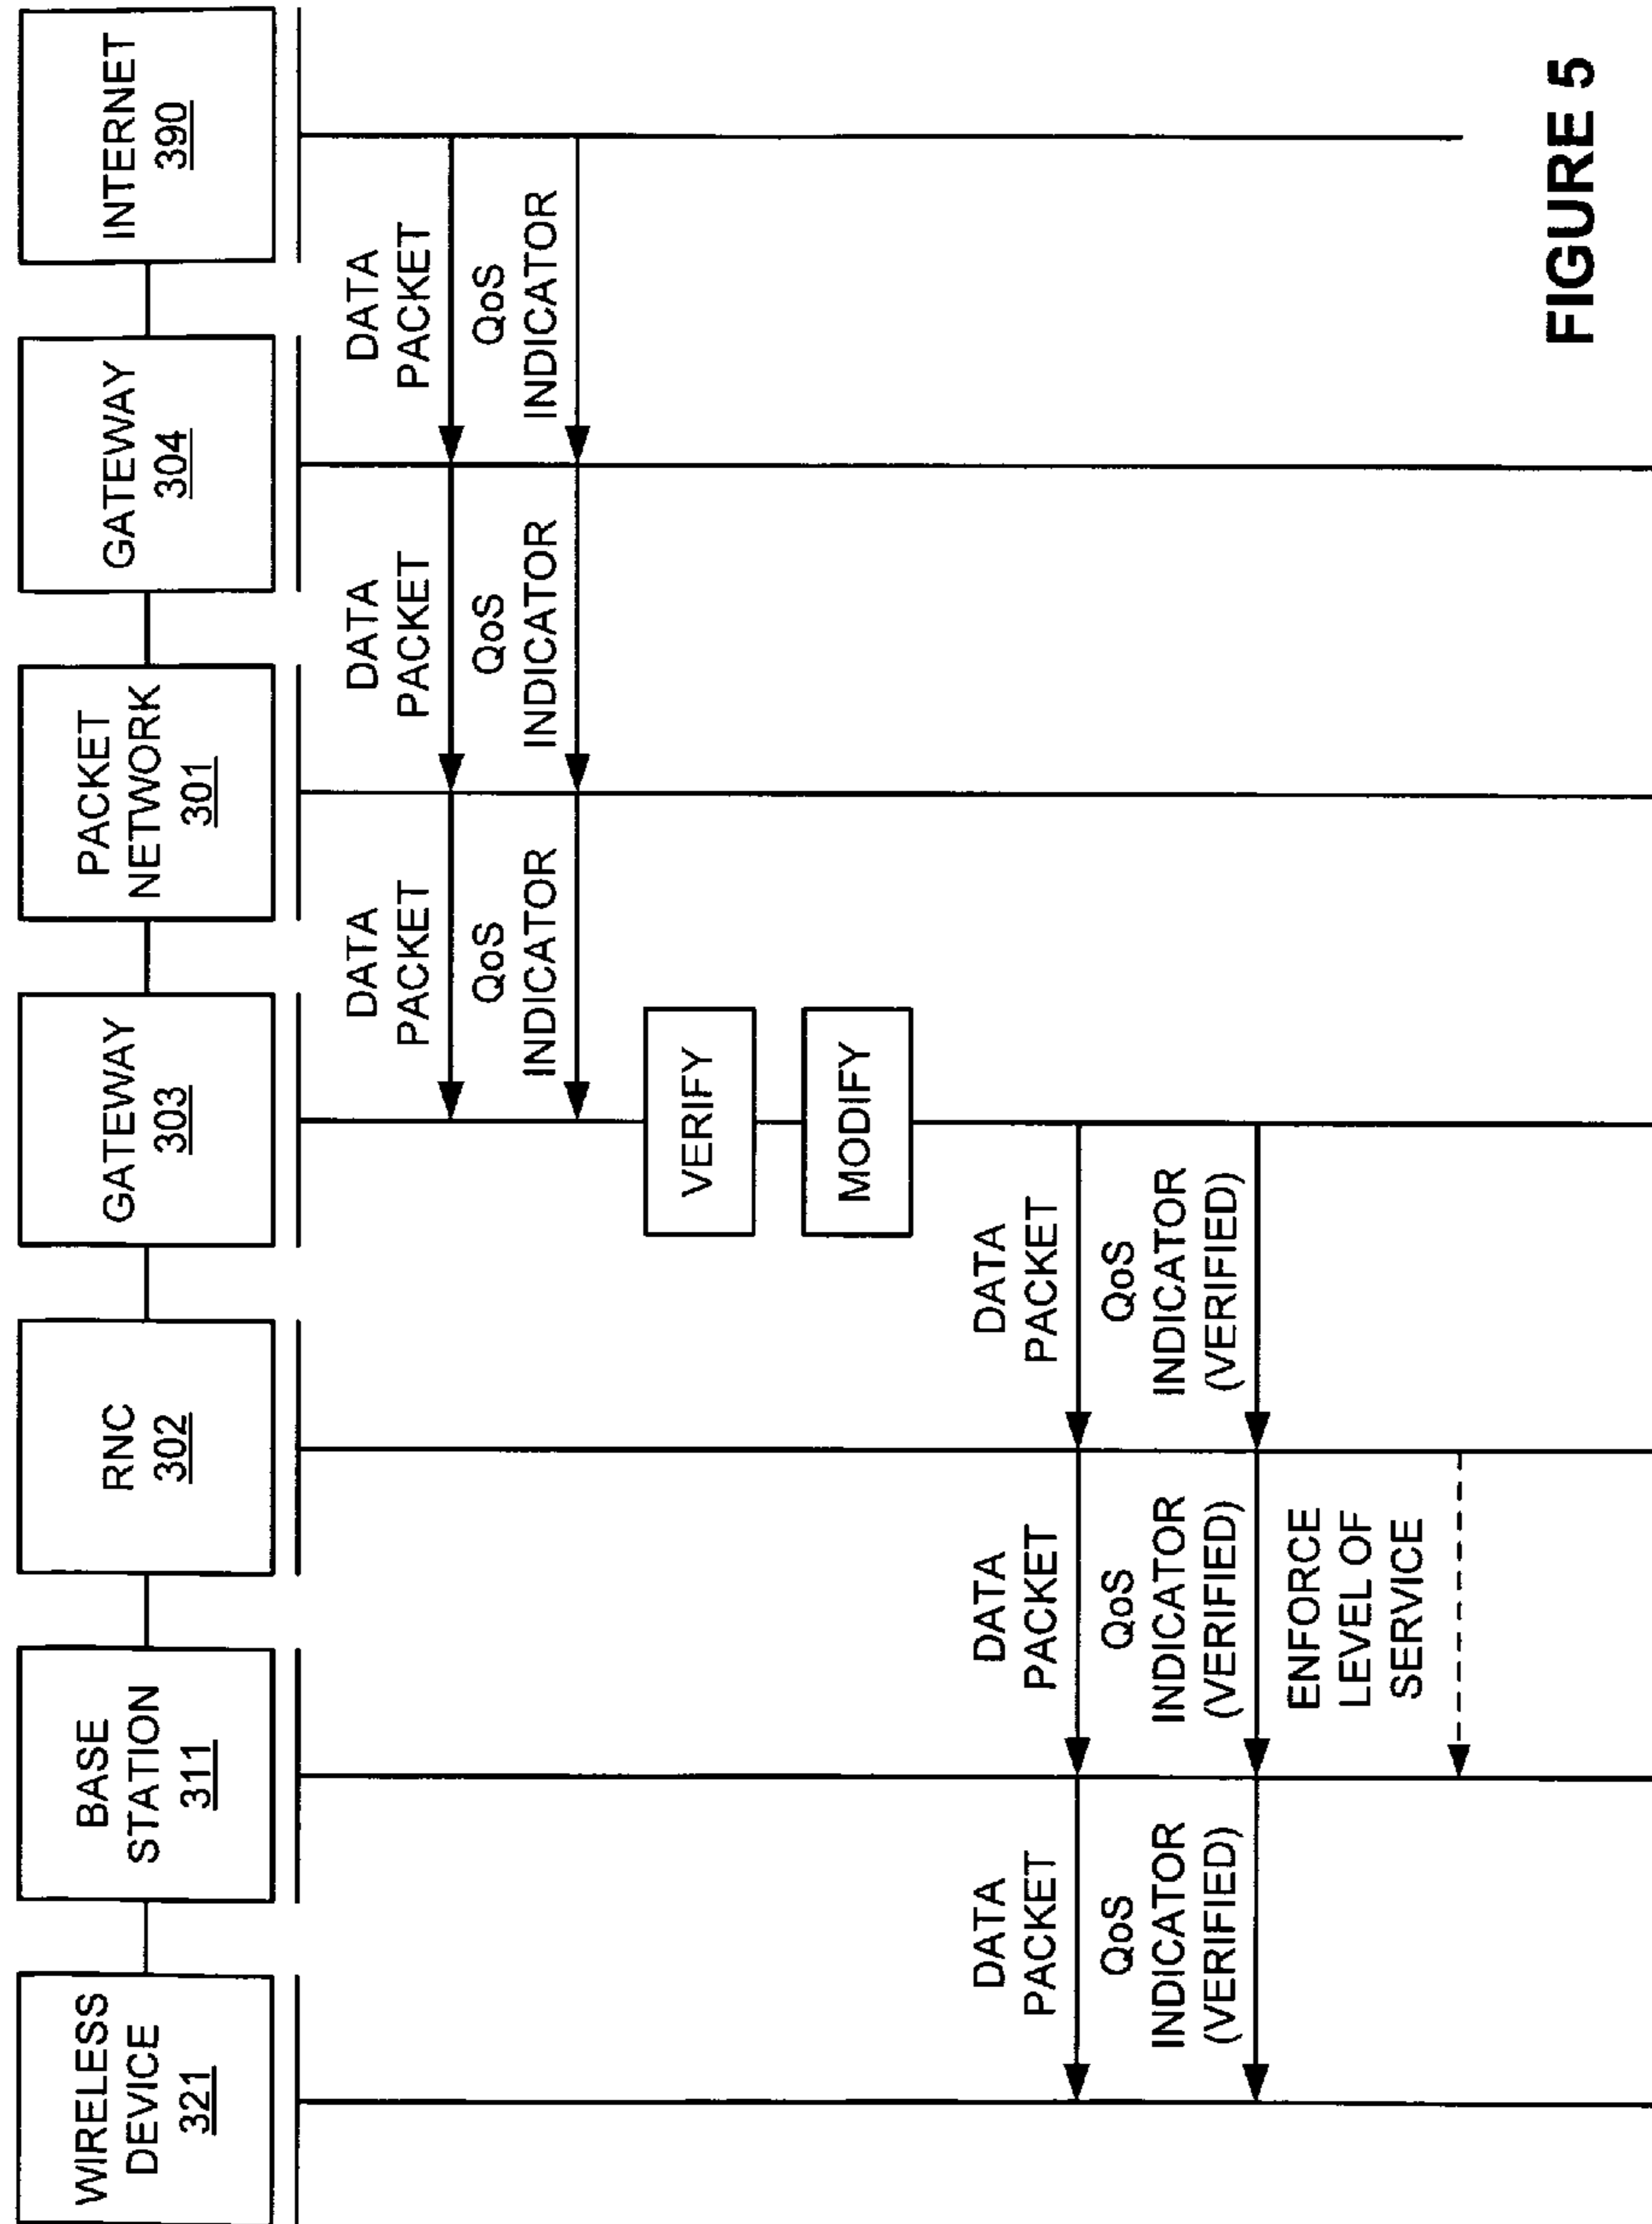 WIRELESS
DEVICE
321
BASE
STATION
311
RNC
302
GATEWAY
303
PACKET
NETWORK
301
GATEWAY
304
INTERNET
390
DATA
PACKET
DATA
PACKET
DATA
PACKET
QoS
INDICATOR
QoS
INDICATOR
QoS
INDICATOR
VERIFY
MODIFY
DATA
PACKET
DATA
PACKET
DATA
PACKET
QoS
INDICATOR
(VERIFIED)
QoS
INDICATOR
(VERIFIED)
QoS
INDICATOR
(VERIFIED)
ENFORCE
LEVEL OF
SERVICE
FIGURE 5